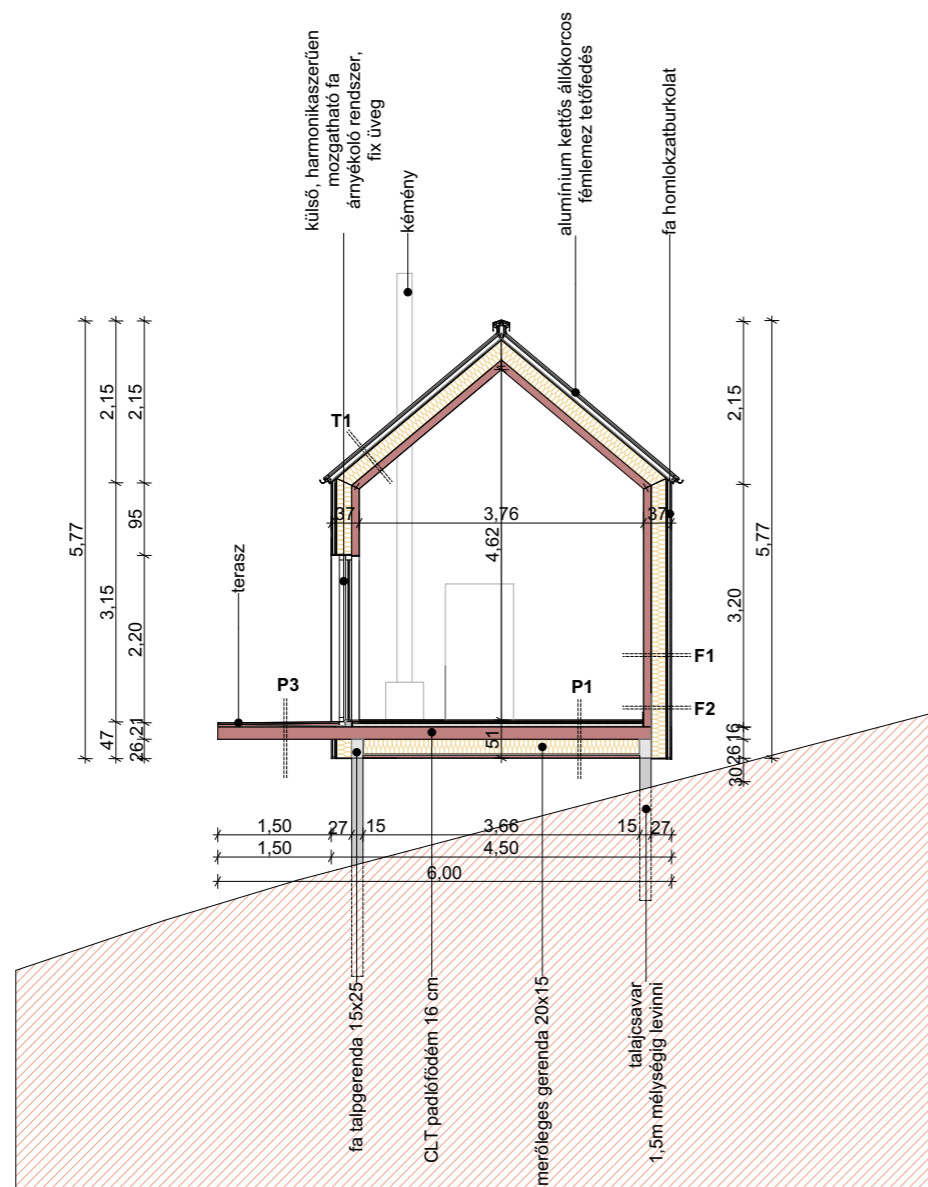 külső, harmonikaszerűen
mozgatható fa
árnyékoló rendszer,
fix üveg
kémény
alumínium kettős állókorcos
fémlemez tetőfedés
fa homlokzatburkolat
5,77
2,15
3,15
47
2,15
95
2,20
21
26
terasz
T1
37
3,76
37
4,62
2,15
3,20
16
26
30
5,77
F1
F2
P3
P1
51
1,50
27
15
3,66
15
27
1,50
4,50
6,00
fa talpgerenda 15x25
CLT padlófödém 16 cm
merőleges gerenda 20x15
talajcsavar
1,5m mélységig levinni